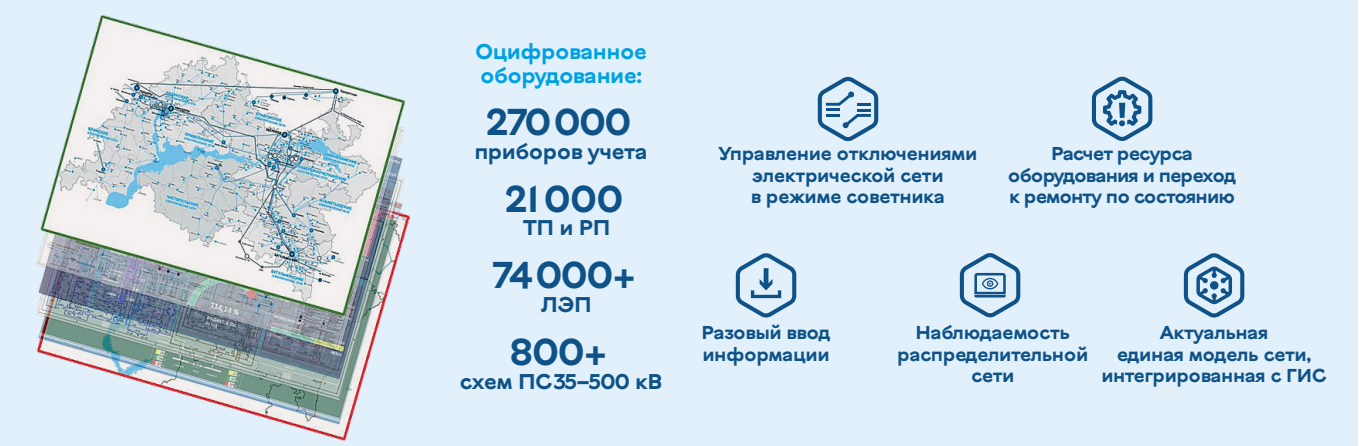 Оцифрованное
оборудование:
270 000
приборов учета
21 000
ТП и РП
74 000+
ЛЭП
800+
схем ПС 35–500 кВ
Управление отключениями
электрической сети
в режиме советника
Расчет ресурса
оборудования и переход
к ремонту по состоянию
Разовый ввод
информации
Наблюдаемость
распределительной
сети
Актуальная
единая модель сети,
интегрированная с ГИС